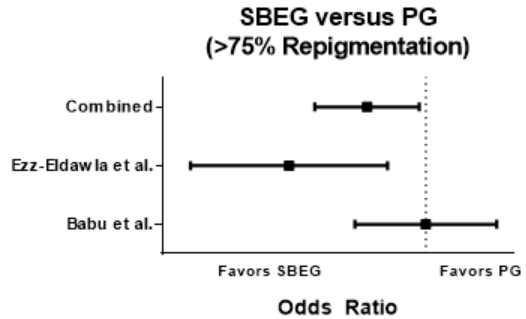 SBEG versus PG
(>75% Repigmentation)
Combined
Ezz-Eldawla et al.
Babu et al.
Favors SBEG Favors PG
Odds Ratio